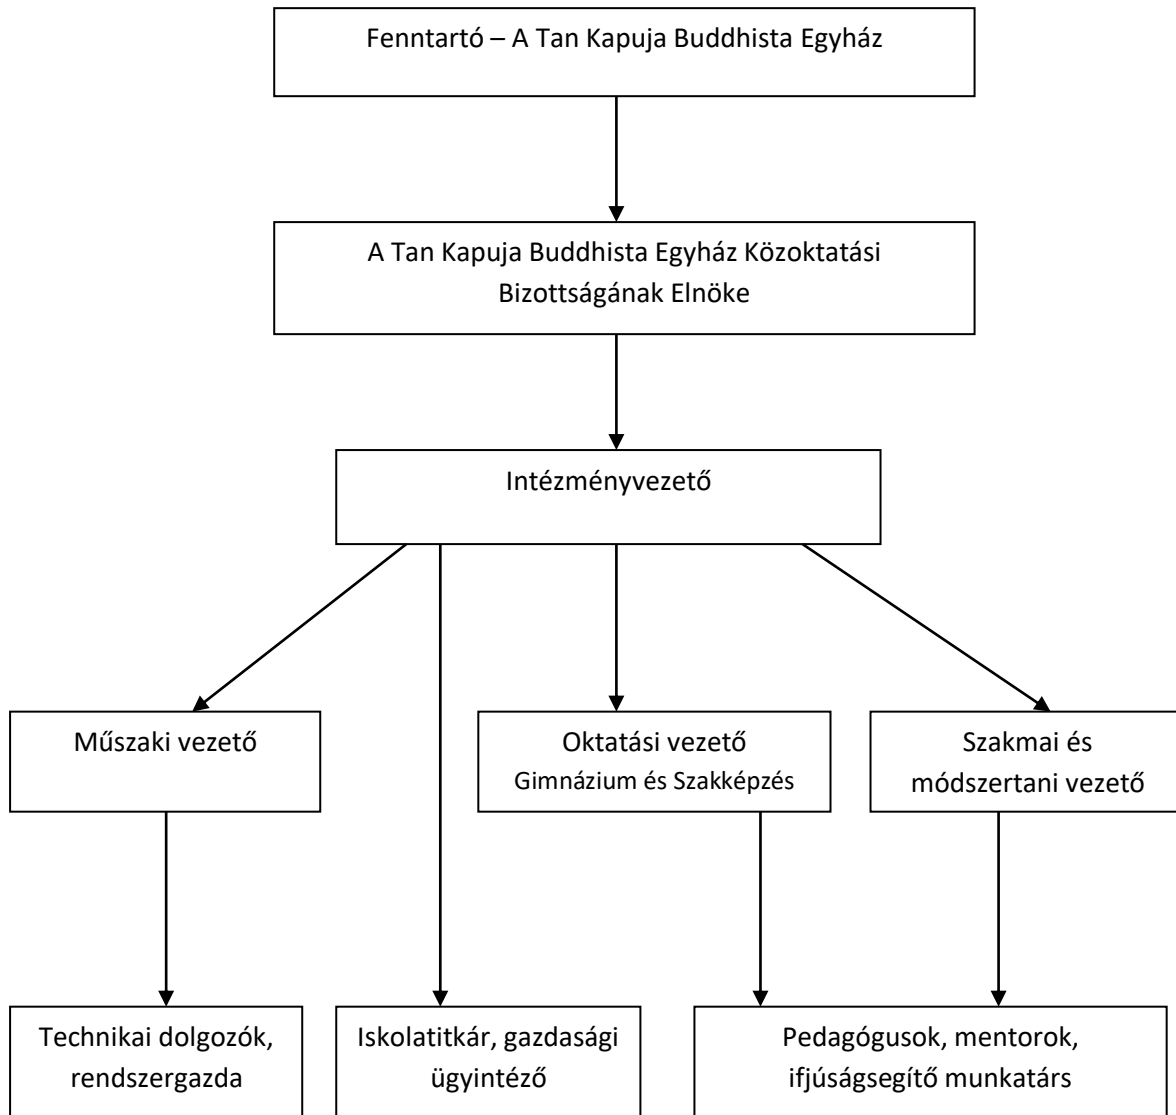 Fenntartó – A Tan Kapuja Buddhista Egyház
A Tan Kapuja Buddhista Egyház Közoktatási
Bizottságának Elnöke
Intézményvezető
Műszaki vezető
Oktatási vezető
Gimnázium és Szakképzés
Szakmai és
módszertani vezető
Technikai dolgozók,
rendszergazda
Iskolatitkár, gazdasági
ügyintéző
Pedagógusok, mentorok,
ifjúságsegítő munkatárs